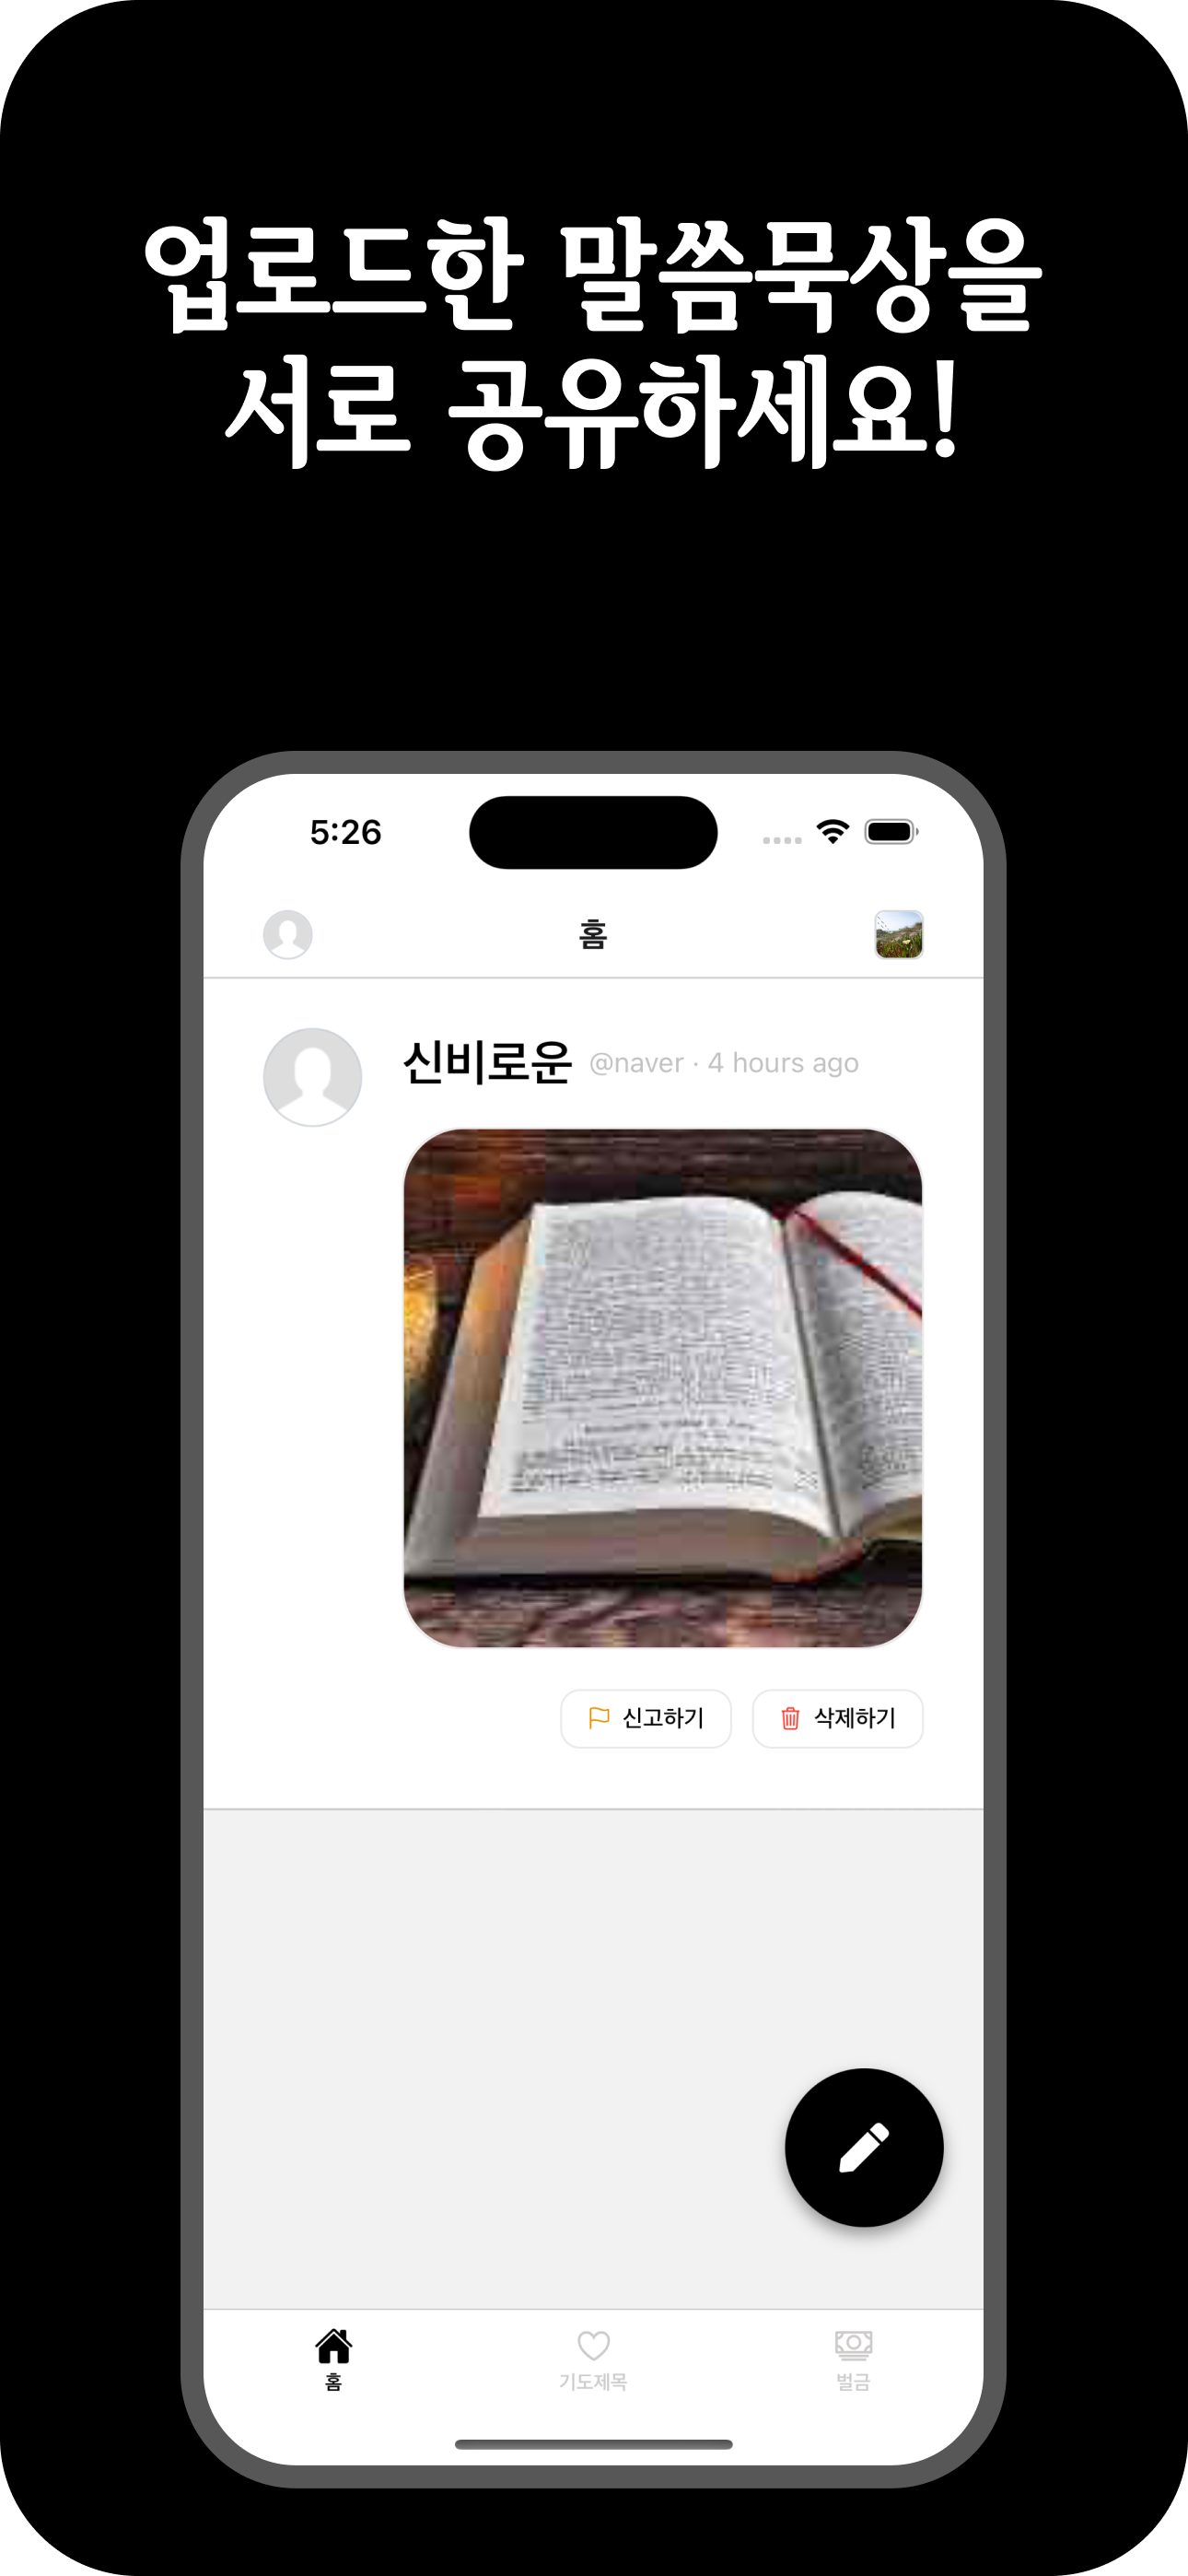 업로드한 말씀묵상을
서로 공유하세요!
5:26
홈
신비로운 @naver · 4 hours ago
신고하기 삭제하기
홈 기도제목 벌금